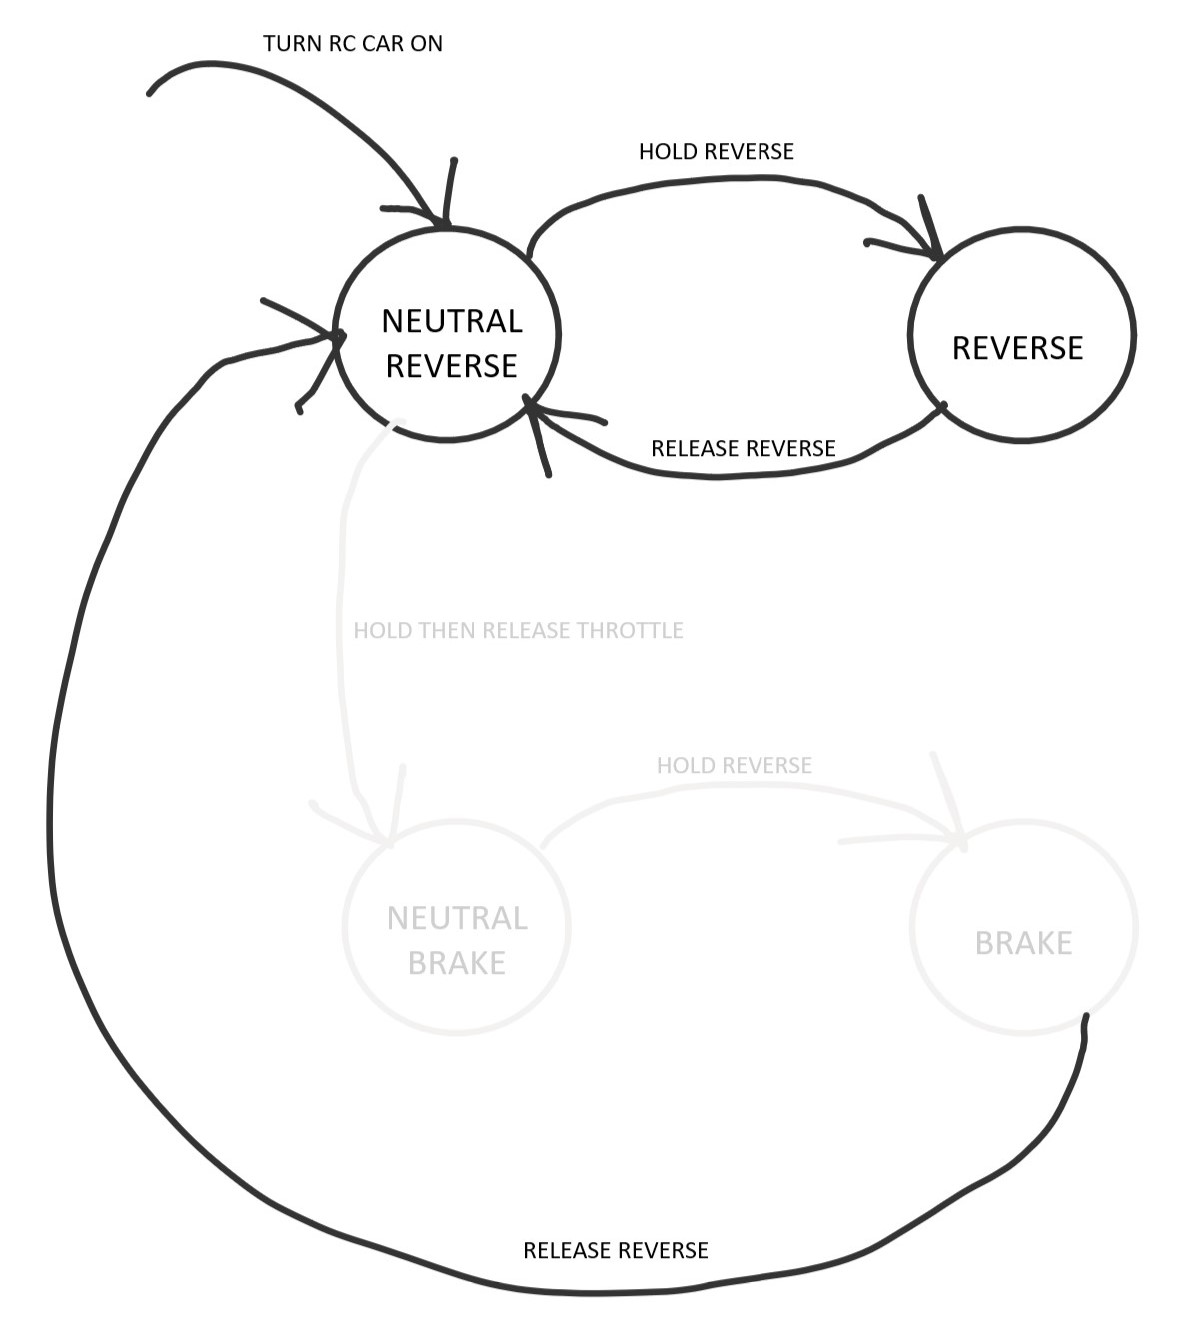 TURN RC CAR ON
HOLD REVERSE
NEUTRAL
REVERSE
REVERSE
RELEASE REVERSE
HOLD THEN RELEASE THROTTLE
HOLD REVERSE
NEUTRAL
BRAKE
BRAKE
RELEASE REVERSE